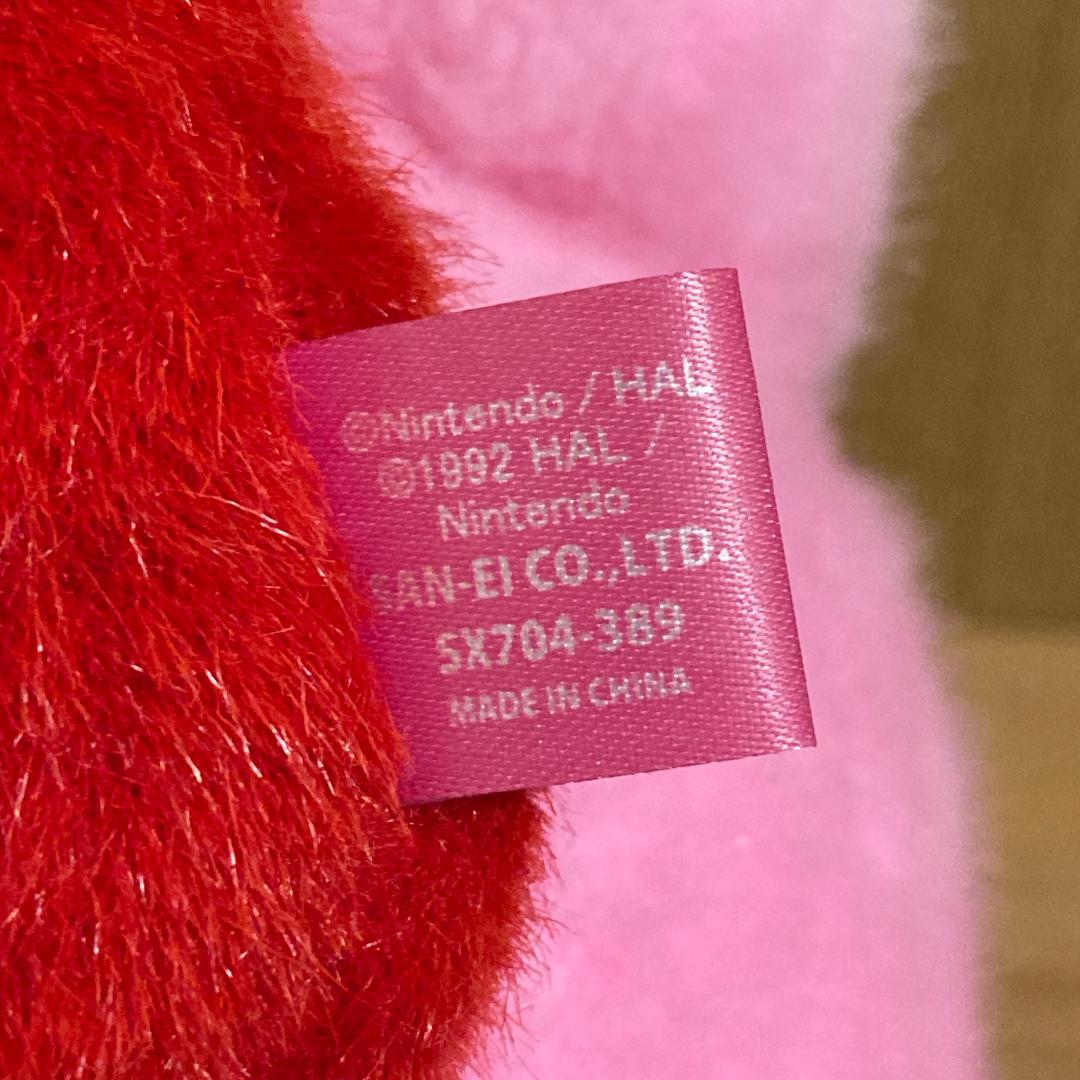 ©Nintendo / HAL
©1992 HAL /
Nintendo
SAN-EI CO.,LTD.
SX704-389
MADE IN CHINA